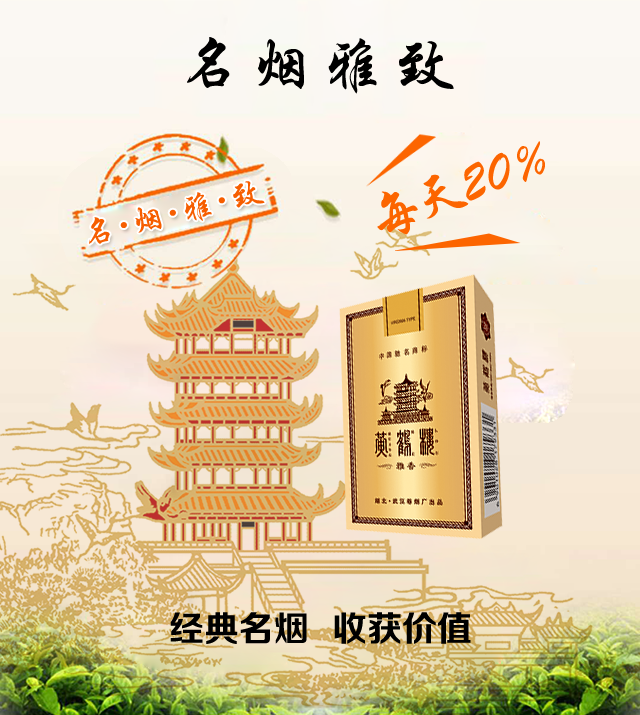 名烟雅致
名·烟·雅·致
每天20%
VIRGINIA TYPE
中国驰名商标
黄鹤楼
雅香
湖北·武汉卷烟厂出品
经典名烟 收获价值